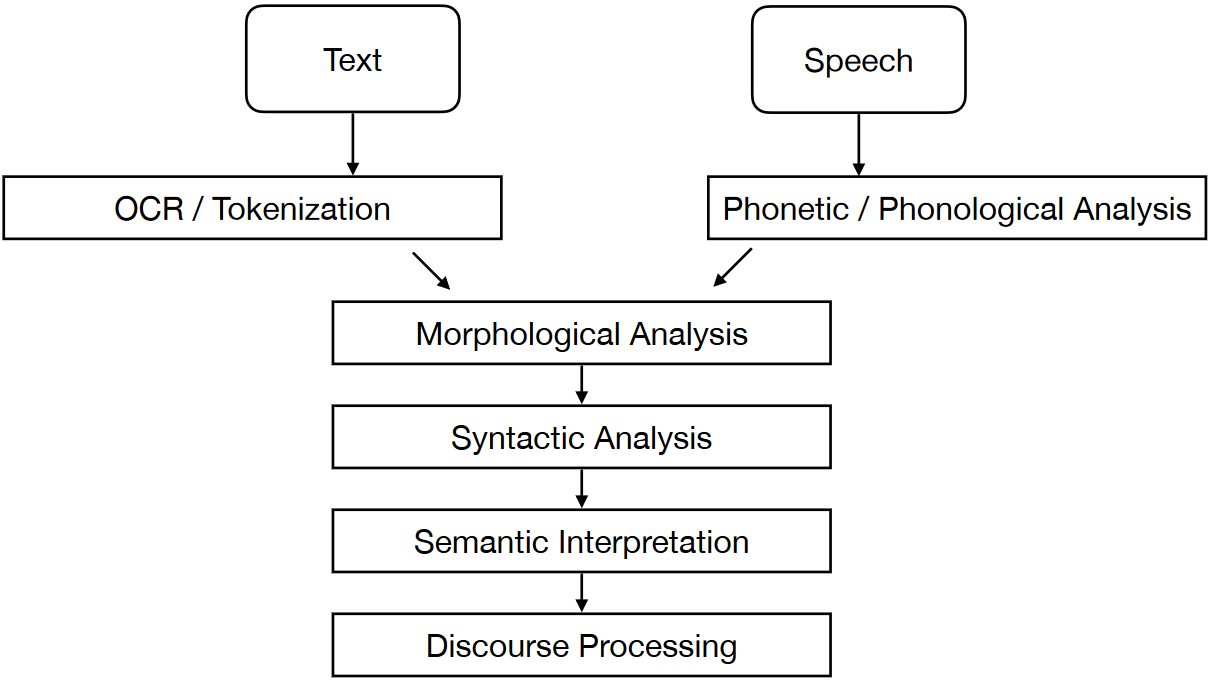 Text
Speech
OCR / Tokenization
Phonetic / Phonological Analysis
Morphological Analysis
Syntactic Analysis
Semantic Interpretation
Discourse Processing